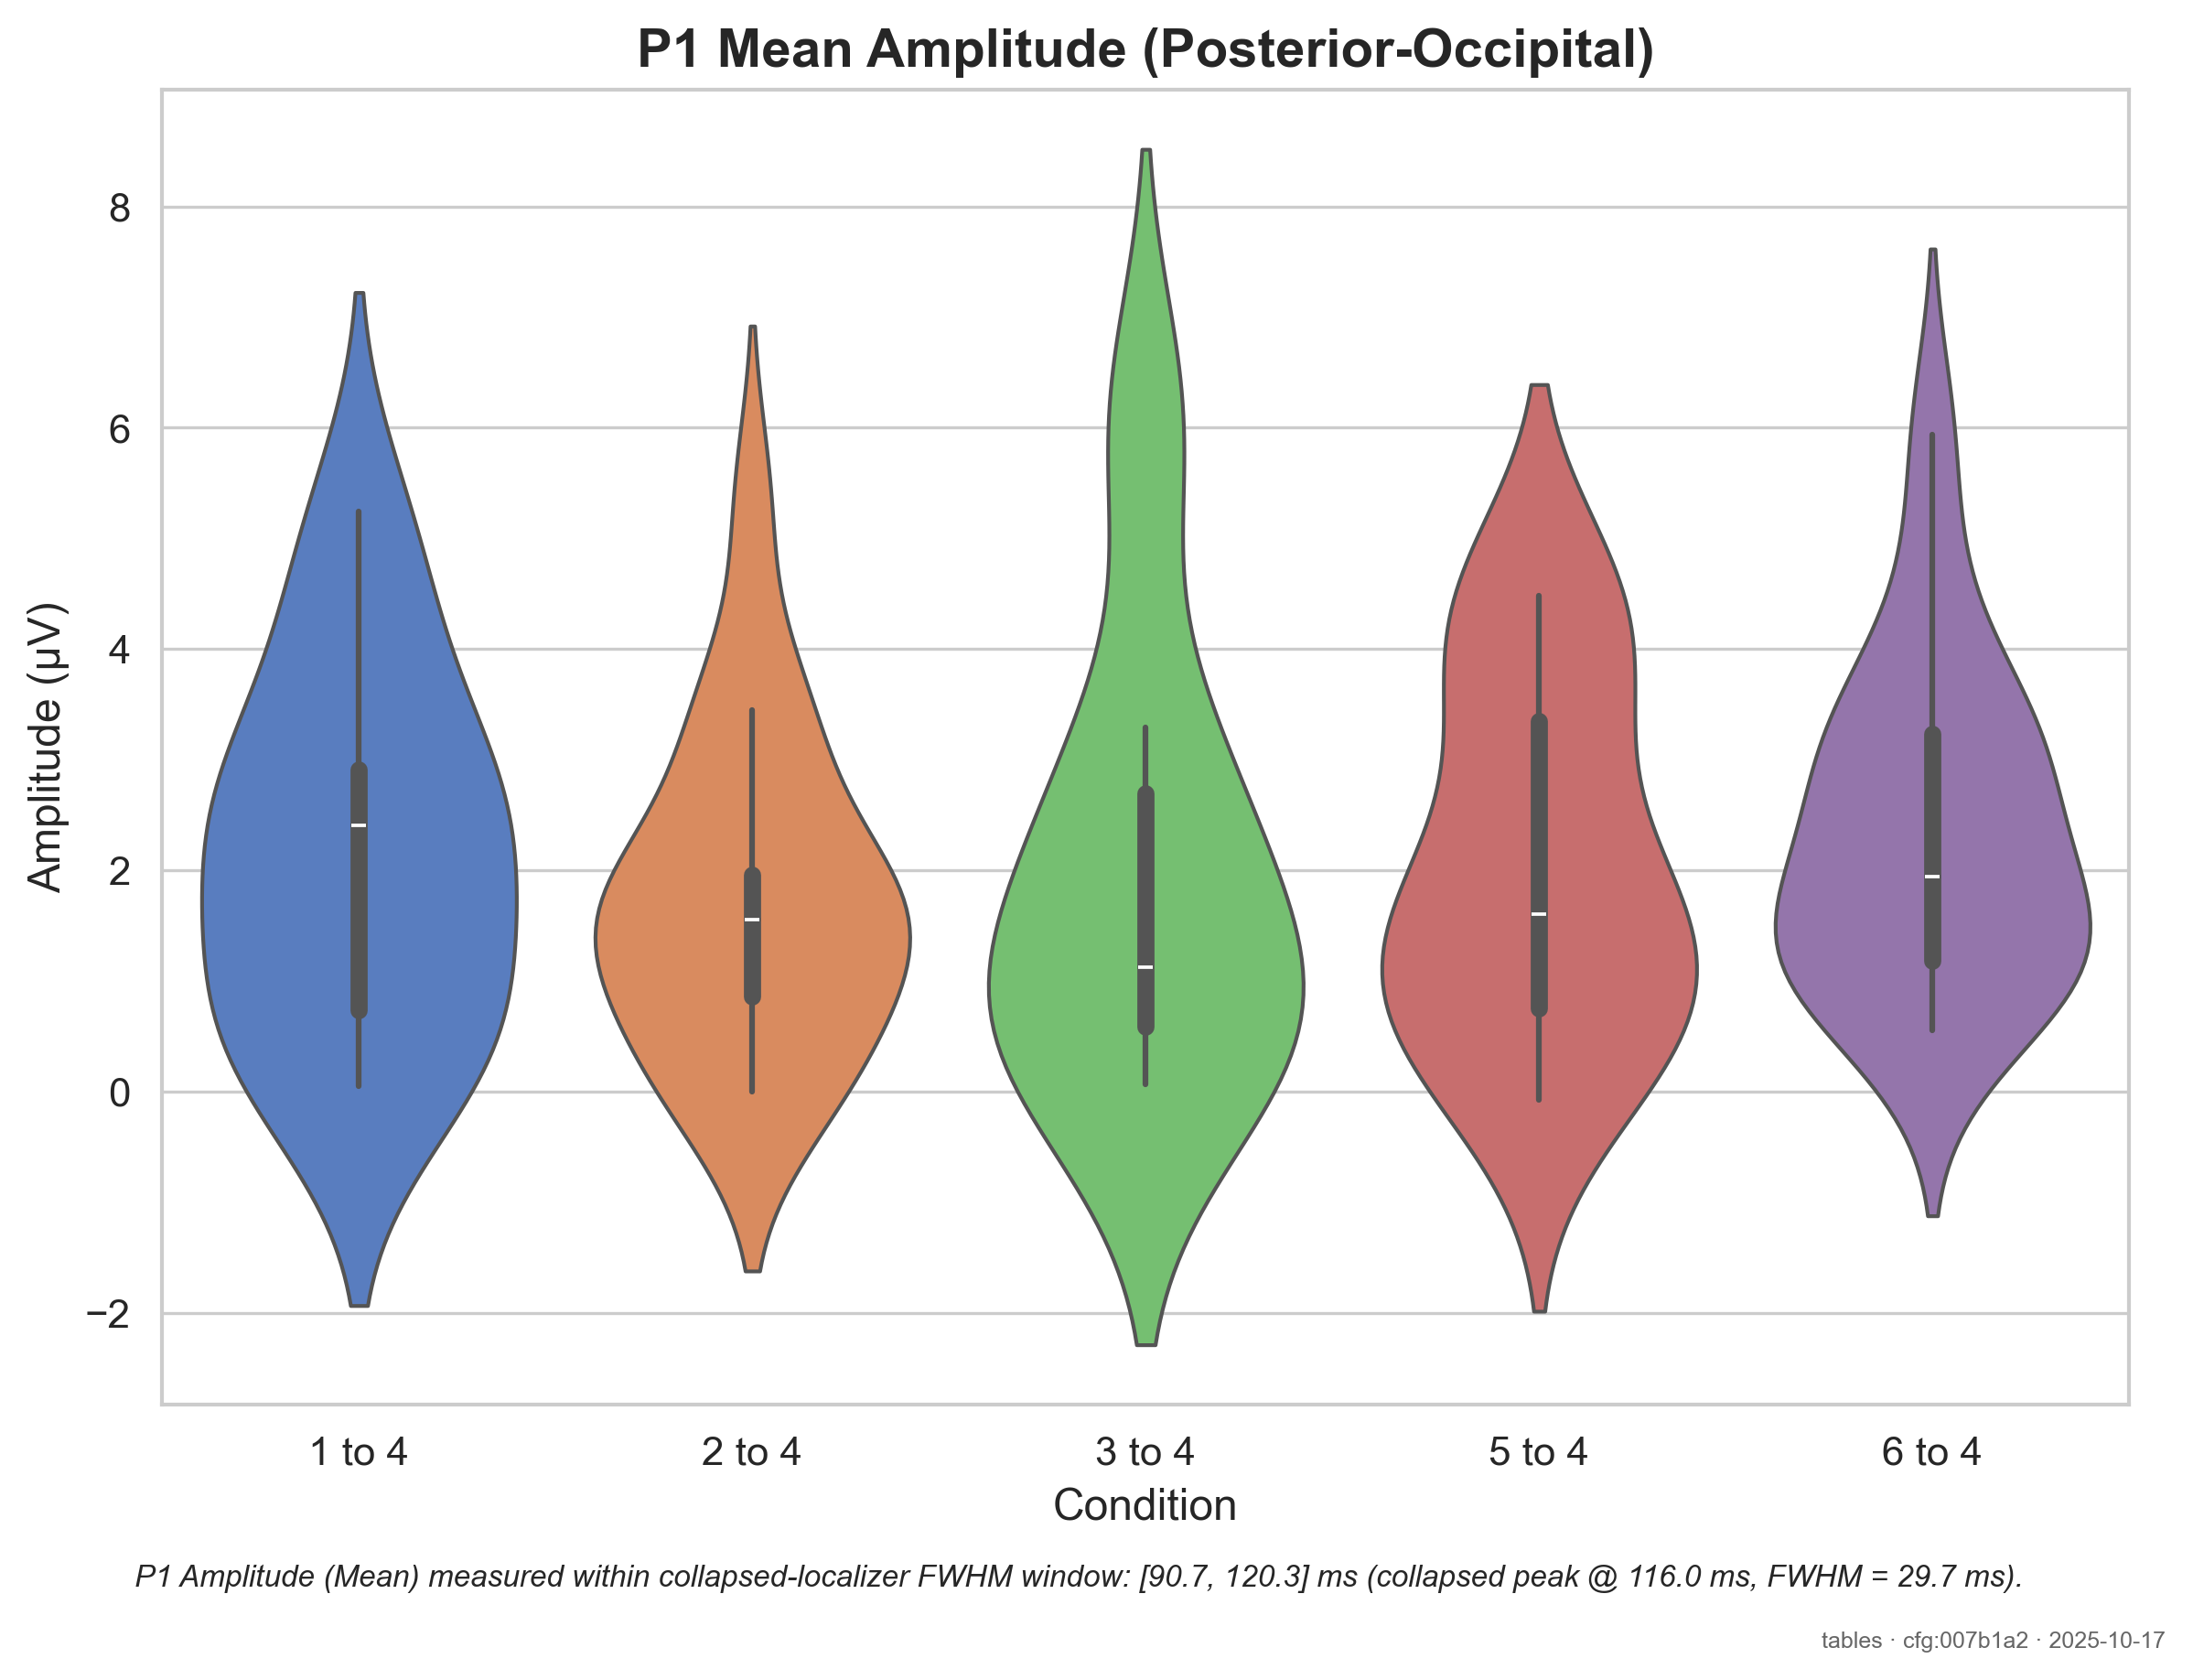 P1 Mean Amplitude (Posterior-Occipital)
Amplitude (µV)
8
6
4
2
0
−2
1 to 4
2 to 4
3 to 4
5 to 4
6 to 4
Condition
P1 Amplitude (Mean) measured within collapsed-localizer FWHM window: [90.7, 120.3] ms (collapsed peak @ 116.0 ms, FWHM = 29.7 ms).
tables · cfg:007b1a2 · 2025-10-17